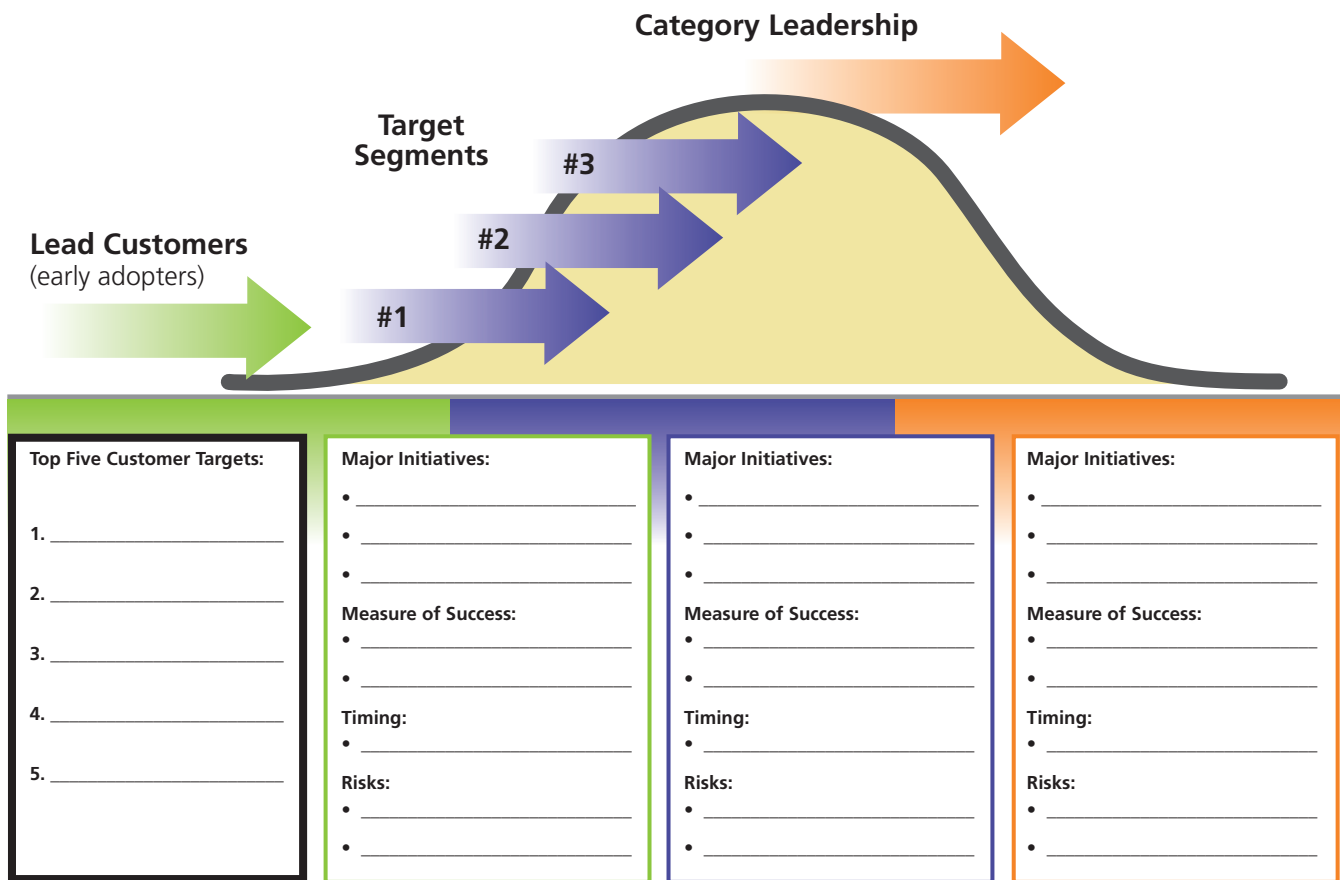 Category Leadership
Target
Segments
#3
#2
Lead Customers
(early adopters)
#1
Top Five Customer Targets:
1.
2.
3.
4.
5.
Major Initiatives:
•
•
•
Measure of Success:
•
•
Timing:
•
Risks:
•
•
Major Initiatives:
•
•
•
Measure of Success:
•
•
Timing:
•
Risks:
•
•
Major Initiatives:
•
•
•
Measure of Success:
•
•
Timing:
•
Risks:
•
•